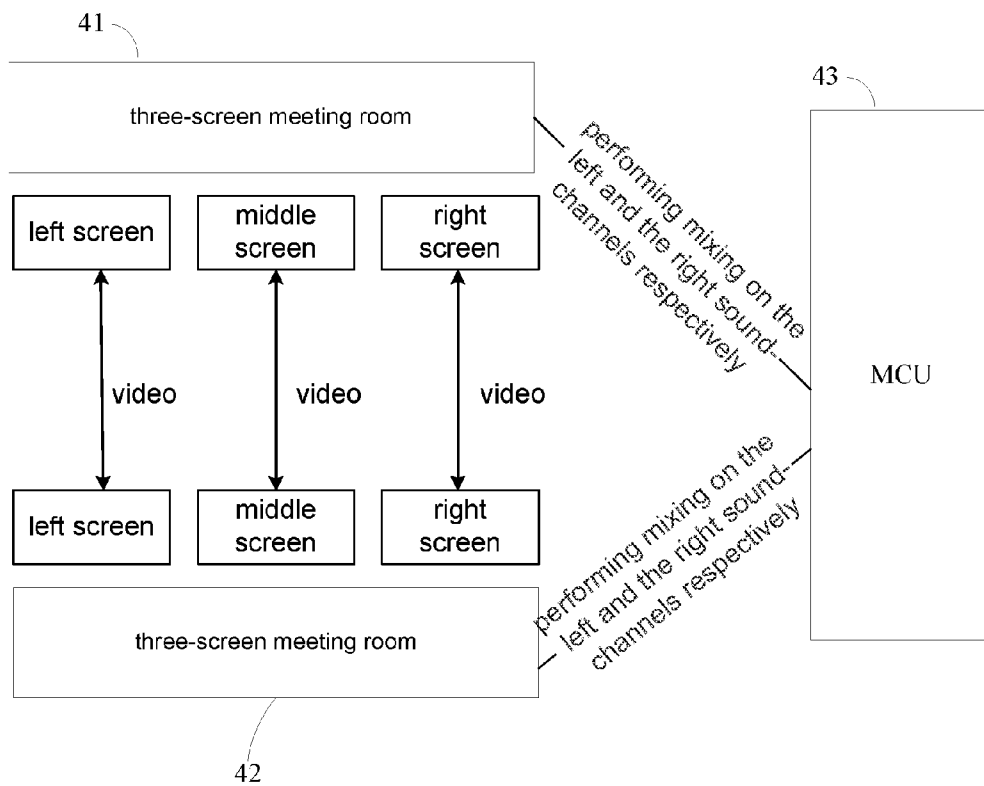 41
three-screen meeting room
43
performing mixing on the
left and the right sound-
channels respectively
left screen
middle
screen
right
screen
video
video
video
MCU
left screen
middle
screen
right
screen
performing mixing on the
left and the right sound-
channels respectively
three-screen meeting room
42